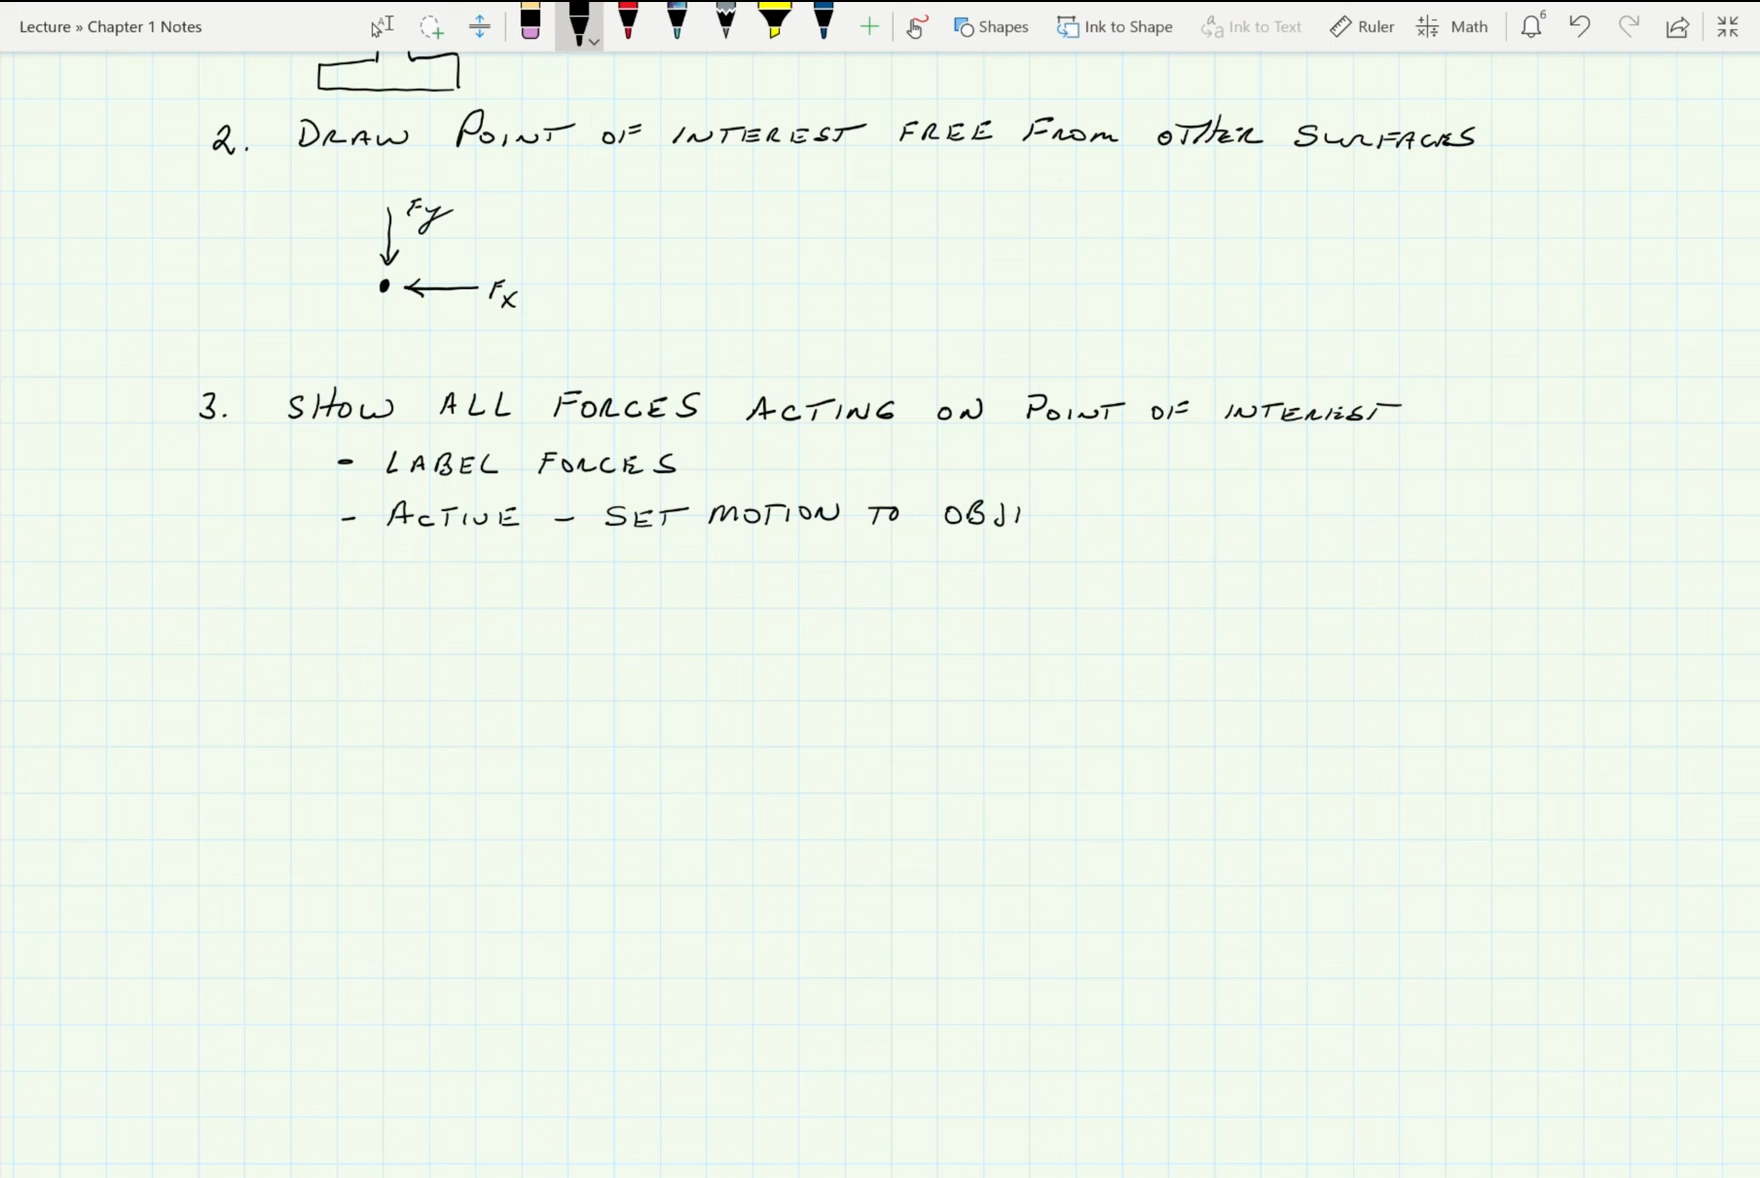 Lecture » Chapter 1 Notes
Shapes
Ink to Shape
Ink to Text
Ruler
Math
6
2. DRAW POINT OF INTEREST FREE FROM OTHER SURFACES
Fy
Fx
3. SHOW ALL FORCES ACTING ON POINT OF INTEREST
- LABEL FORCES
- ACTIVE - SET MOTION TO OBJ